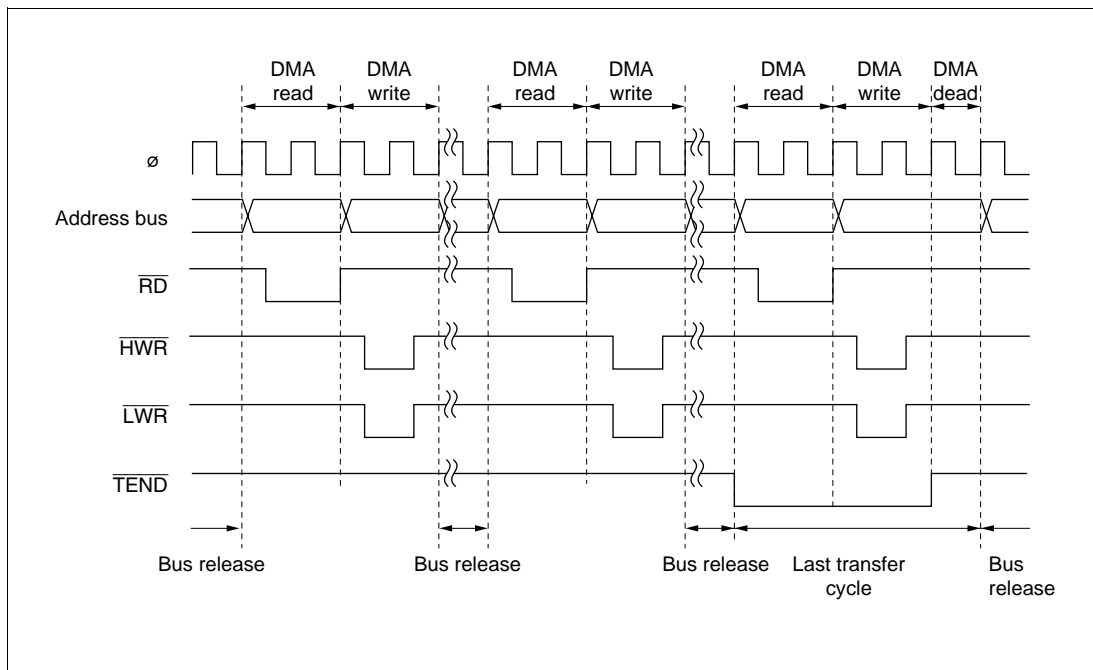 DMA read
DMA write
DMA read
DMA write
DMA read
DMA write
DMA dead
ø
Address bus
RD
HWR
LWR
TEND
Bus release
Bus release
Bus release
Last transfer cycle
Bus release